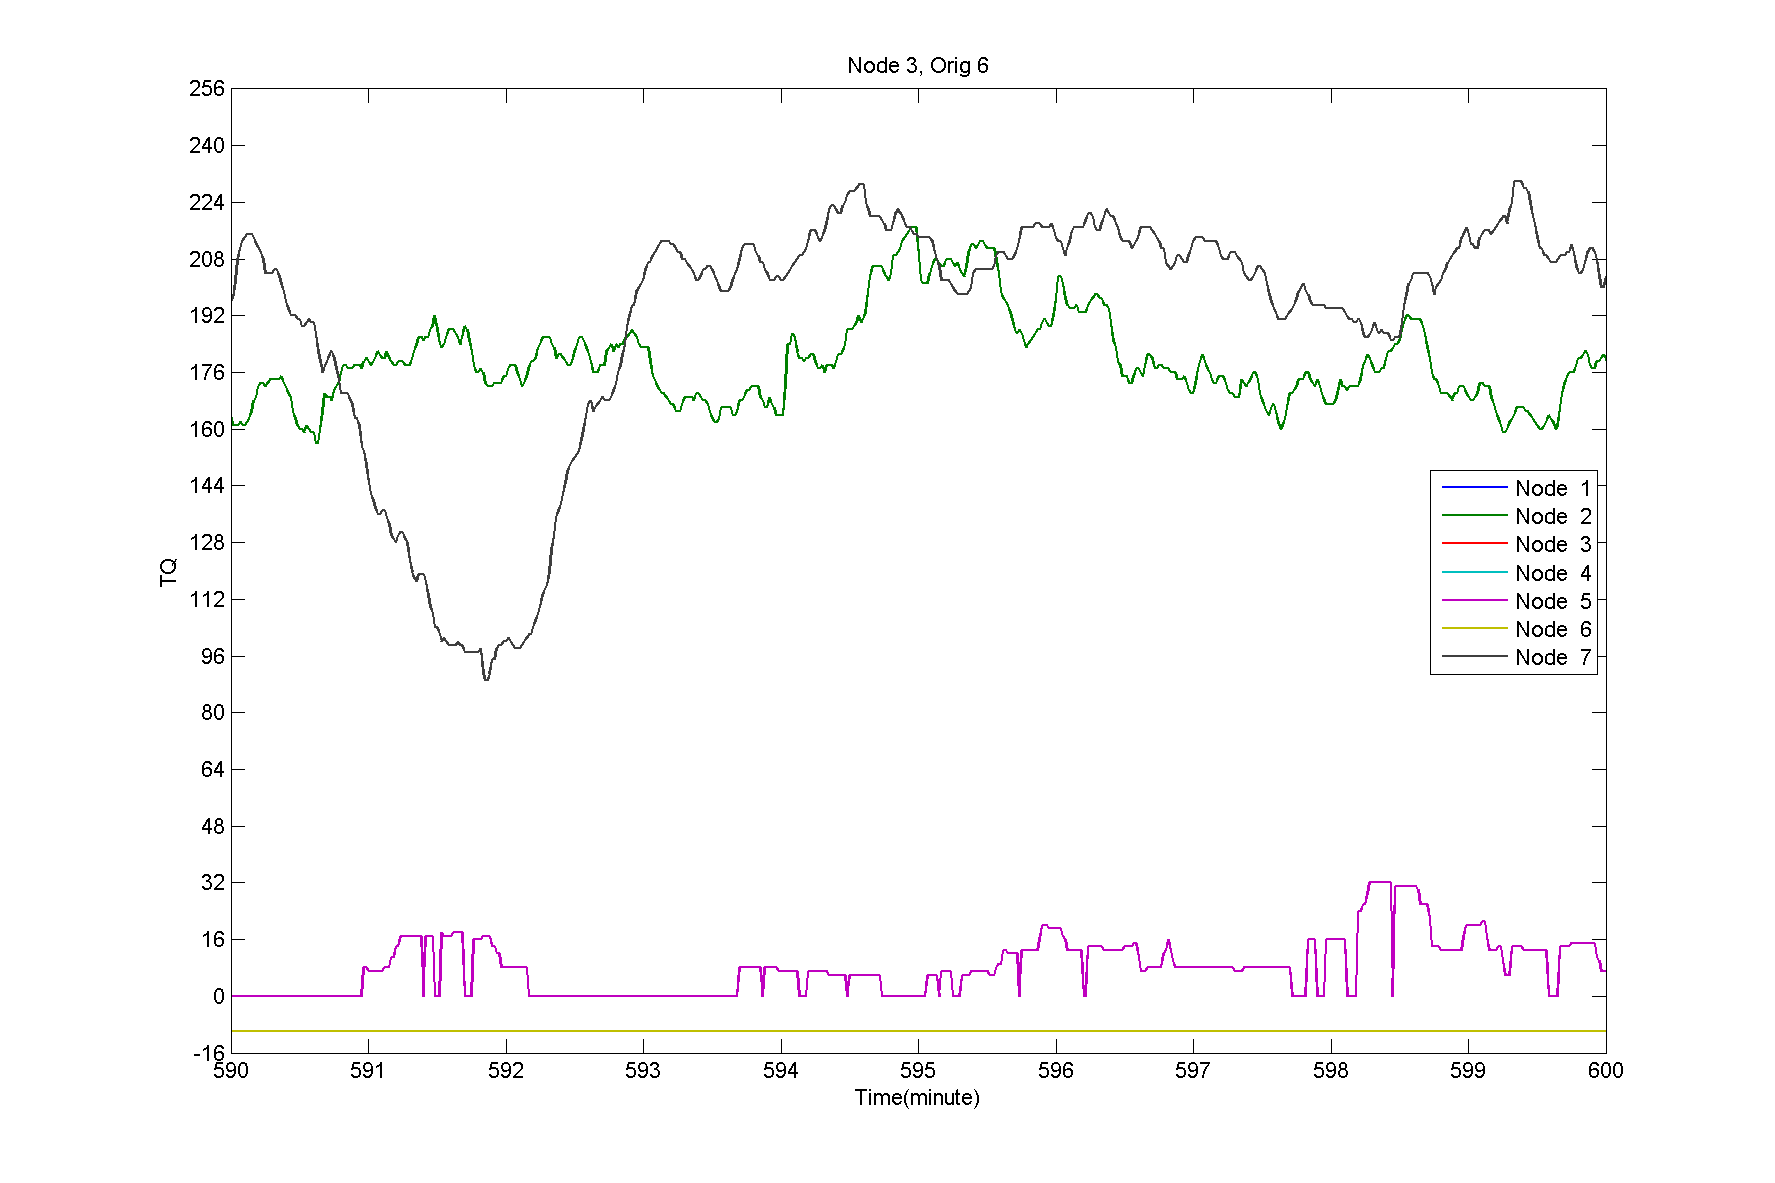 Node 3, Orig 6
256
240
224
208
192
176
160
144
128
112
96
80
64
48
32
16
0
-16
TQ
Node 1
Node 2
Node 3
Node 4
Node 5
Node 6
Node 7
590 591 592 593 594 595 596 597 598 599 600
Time(minute)